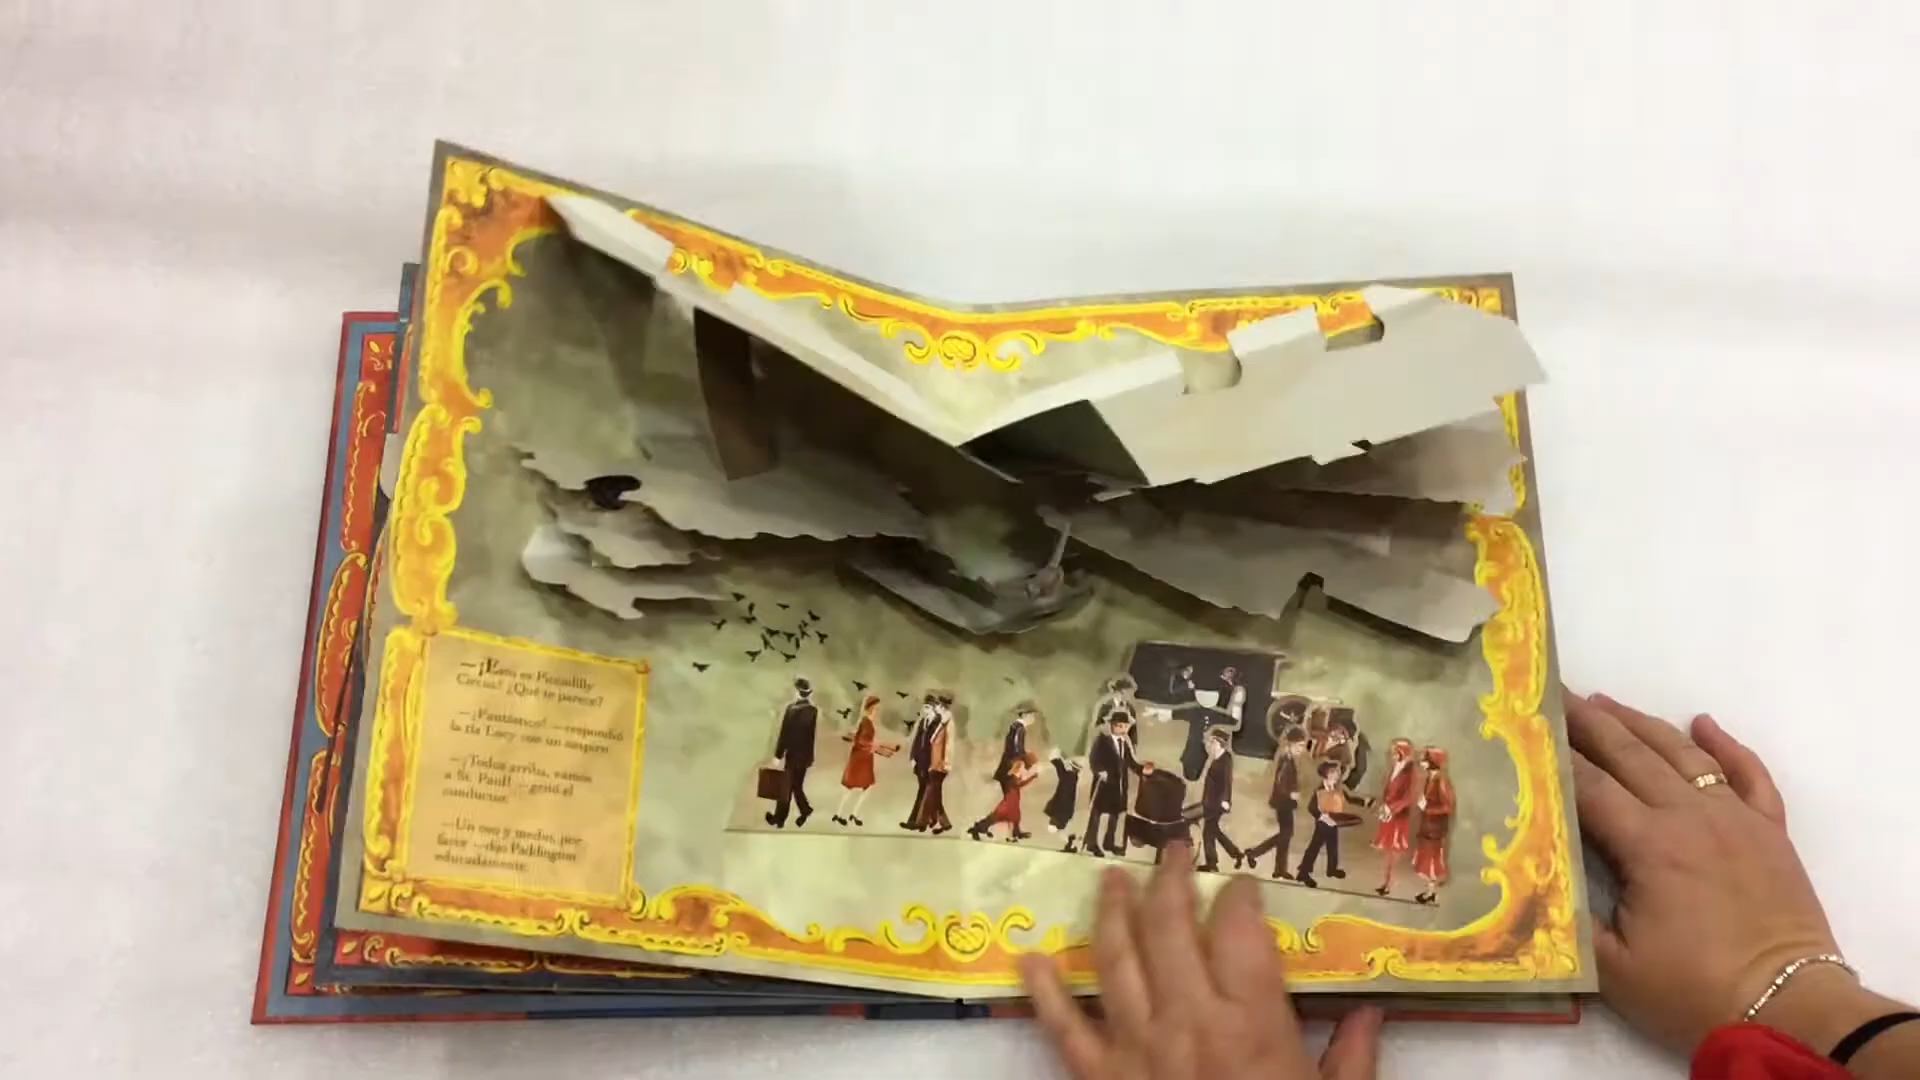 —¡Esto es Piccadilly
Circus! ¿Qué te parece?
—¡Fantástico! —respondió
la tía Lucy con un suspiro.
—¡Todos arriba, vamos
a St. Paul! —gritó el
conductor.
—Un oso y medio, por
favor —dijo Paddington
educadamente.